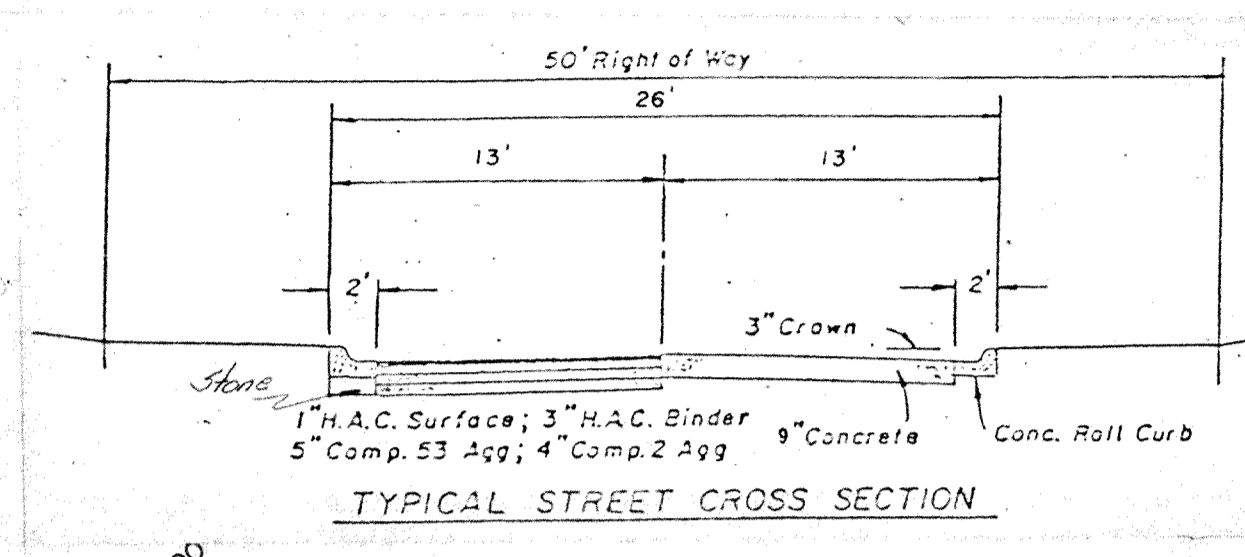 50' Right of Way
26'
13' 13'
2' 2'
3" Crown
Stone
1" H.A.C. Surface; 3" H.A.C. Binder
5" Comp. 53 Agg; 4" Comp. 2 Agg
9" Concrete
Conc. Roll Curb
TYPICAL STREET CROSS SECTION